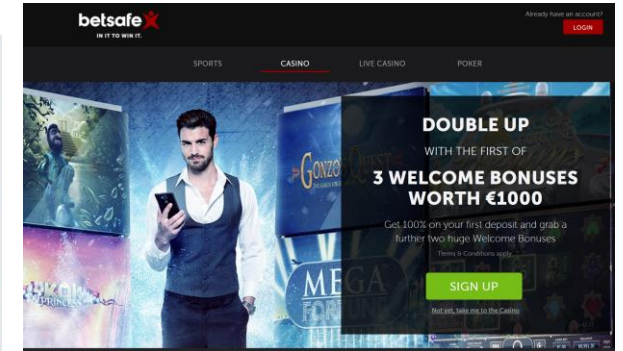 betsafe
IN IT TO WIN IT.
Already have an account?
LOGIN
SPORTS
CASINO
LIVE CASINO
POKER
DOUBLE UP
WITH THE FIRST OF
3 WELCOME BONUSES
WORTH €1000
Get 100% on your first deposit and grab a
further two huge Welcome Bonuses
Terms & Conditions apply
SIGN UP
Not yet, take me to the Casino
GONZO'S QUEST
MEGA
FORTUNE
PRINCESS